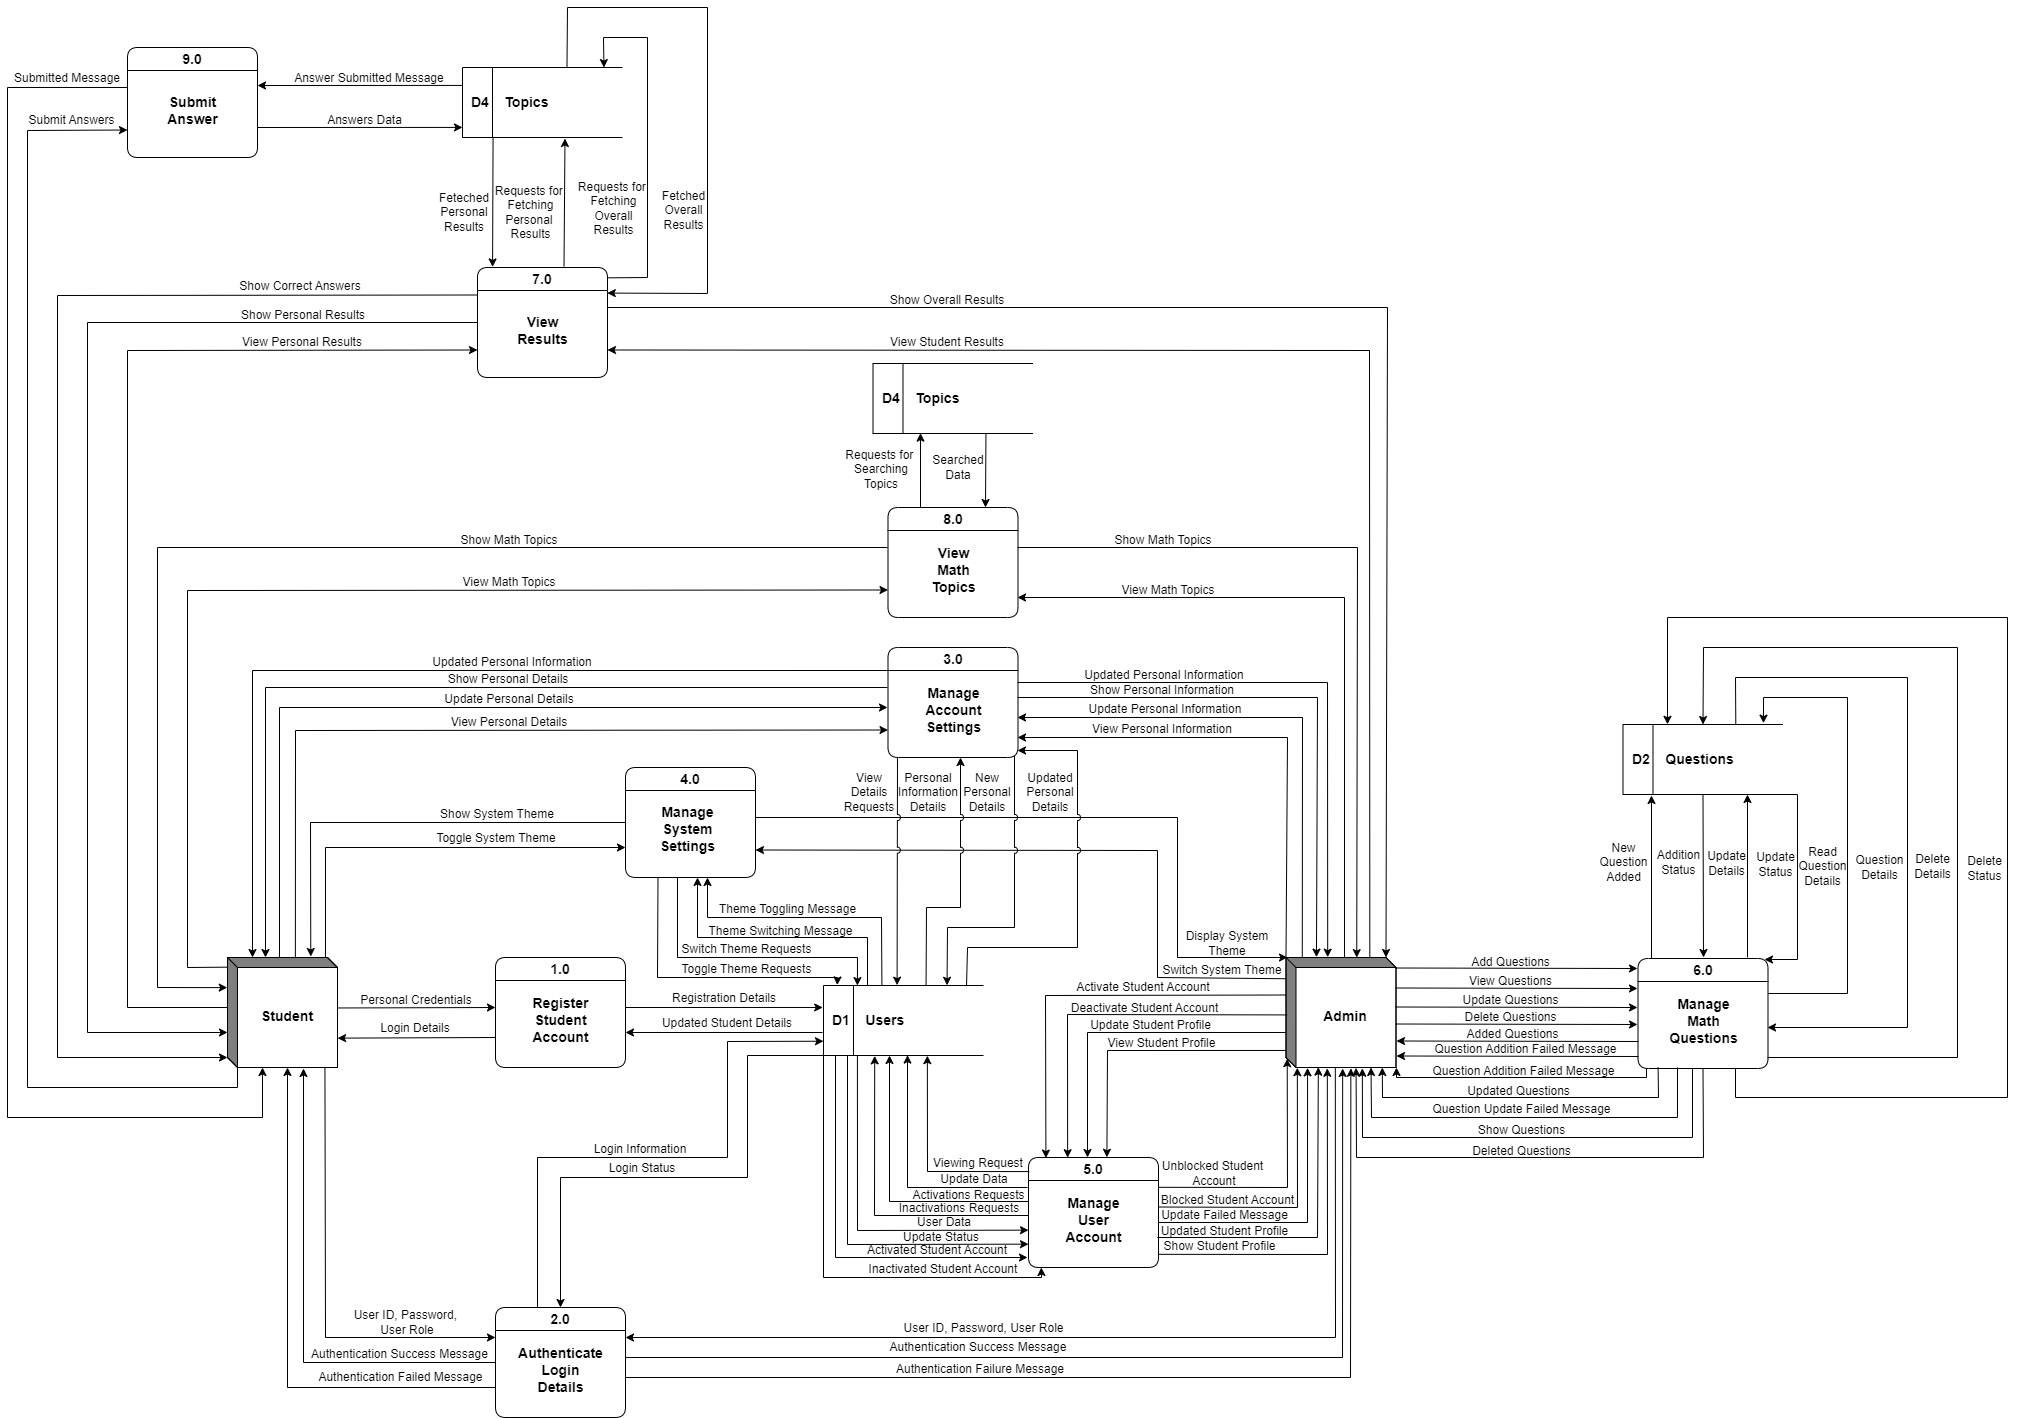 9.0
Submitted Message
Answer Submitted Message
Submit
Answer
D4
Topics
Submit Answers
Answers Data
Feteched
Personal
Results
Requests for
Fetching
Personal
Results
Requests for
Fetching
Overall
Results
Fetched
Overall
Results
7.0
View
Results
Show Correct Answers
Show Personal Results
View Personal Results
Show Overall Results
View Student Results
D4
Topics
Requests for
Searching
Topics
Searched
Data
8.0
View
Math
Topics
Show Math Topics
View Math Topics
Show Math Topics
View Math Topics
3.0
Manage
Account
Settings
Updated Personal Information
Show Personal Details
Update Personal Details
View Personal Details
Updated Personal Information
Show Personal Information
Update Personal Information
View Personal Information
View
Details
Requests
Personal
Information
Details
New
Personal
Details
Updated
Personal
Details
4.0
Manage
System
Settings
Show System Theme
Toggle System Theme
Theme Toggling Message
Theme Switching Message
Switch Theme Requests
Toggle Theme Requests
Display System
Theme
Switch System Theme
D2
Questions
New
Question
Added
Addition
Status
Update
Details
Update
Status
Read
Question
Details
Question
Details
Delete
Details
Delete
Status
Student
Personal Credentials
Login Details
1.0
Register
Student
Account
Registration Details
Updated Student Details
D1
Users
Activate Student Account
Deactivate Student Account
Update Student Profile
View Student Profile
Admin
Add Questions
View Questions
Update Questions
Delete Questions
Added Questions
Question Addition Failed Message
Question Addition Failed Message
Updated Questions
Question Update Failed Message
Show Questions
Deleted Questions
6.0
Manage
Math
Questions
Login Information
Login Status
Viewing Request
Update Data
Activations Requests
Inactivations Requests
User Data
Update Status
Activated Student Account
Inactivated Student Account
5.0
Manage
User
Account
Unblocked Student
Account
Blocked Student Account
Update Failed Message
Updated Student Profile
Show Student Profile
User ID, Password,
User Role
Authentication Success Message
Authentication Failed Message
2.0
Authenticate
Login
Details
User ID, Password, User Role
Authentication Success Message
Authentication Failure Message